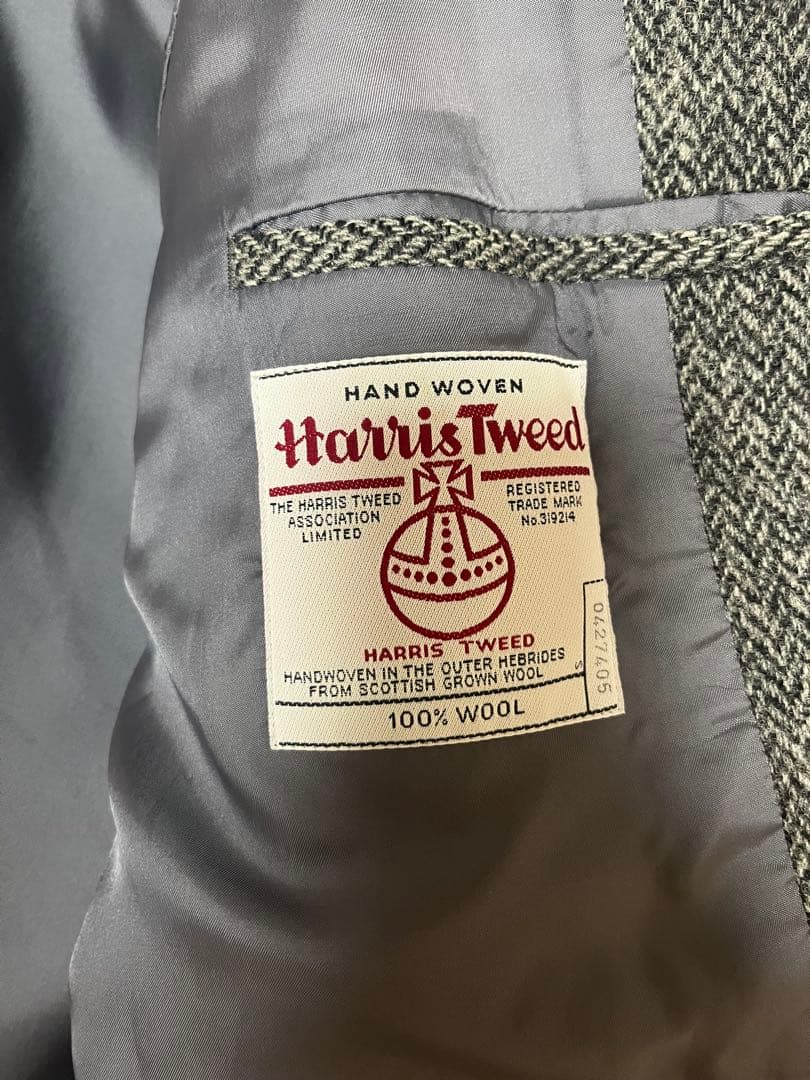 HAND WOVEN
Harris Tweed
THE HARRIS TWEED
ASSOCIATION
LIMITED
REGISTERED
TRADE MARK
No.319214
HARRIS TWEED
HANDWOVEN IN THE OUTER HEBRIDES
FROM SCOTTISH GROWN WOOL
S
100% WOOL
0427405